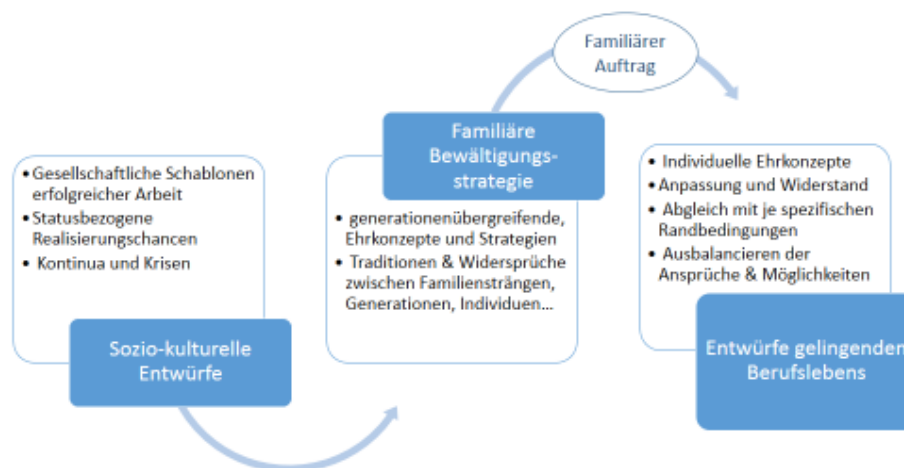 • Gesellschaftliche Schablonen
erfolgreicher Arbeit
• Statusbezogene
Realisierungschancen
• Kontinua und Krisen
Sozio-kulturelle
Entwürfe
Familiäre
Bewältigungs-
strategie
• generationenübergreifende,
Ehrkonzepte und Strategien
• Traditionen & Widersprüche
zwischen Familiensträngen,
Generationen, Individuen...
Familiärer
Auftrag
• Individuelle Ehrkonzepte
• Anpassung und Widerstand
• Abgleich mit je spezifischen
Randbedingungen
• Ausbalancieren der
Ansprüche & Möglichkeiten
Entwürfe gelingenden
Berufslebens